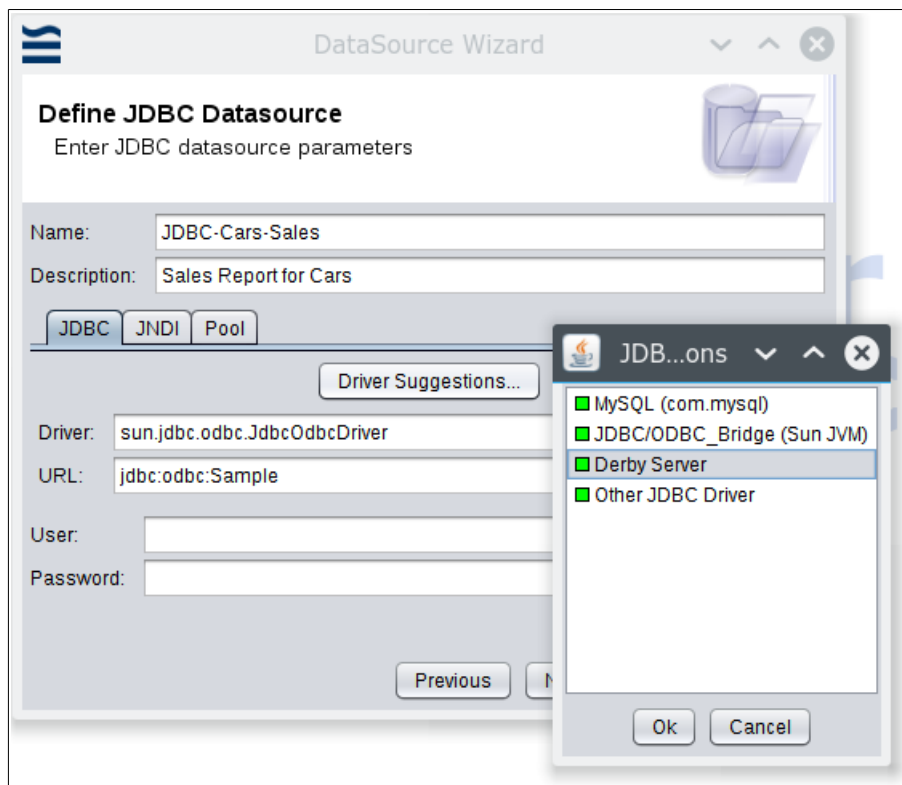 DataSource Wizard
Define JDBC Datasource
Enter JDBC datasource parameters
Name: JDBC-Cars-Sales
Description: Sales Report for Cars
JDBC JNDI Pool
Driver Suggestions...
Driver: sun.jdbc.odbc.JdbcOdbcDriver
URL: jdbc:odbc:Sample
User:
Password:
Previous
JDB...ons
MySQL (com.mysql)
JDBC/ODBC_Bridge (Sun JVM)
Derby Server
Other JDBC Driver
Ok Cancel